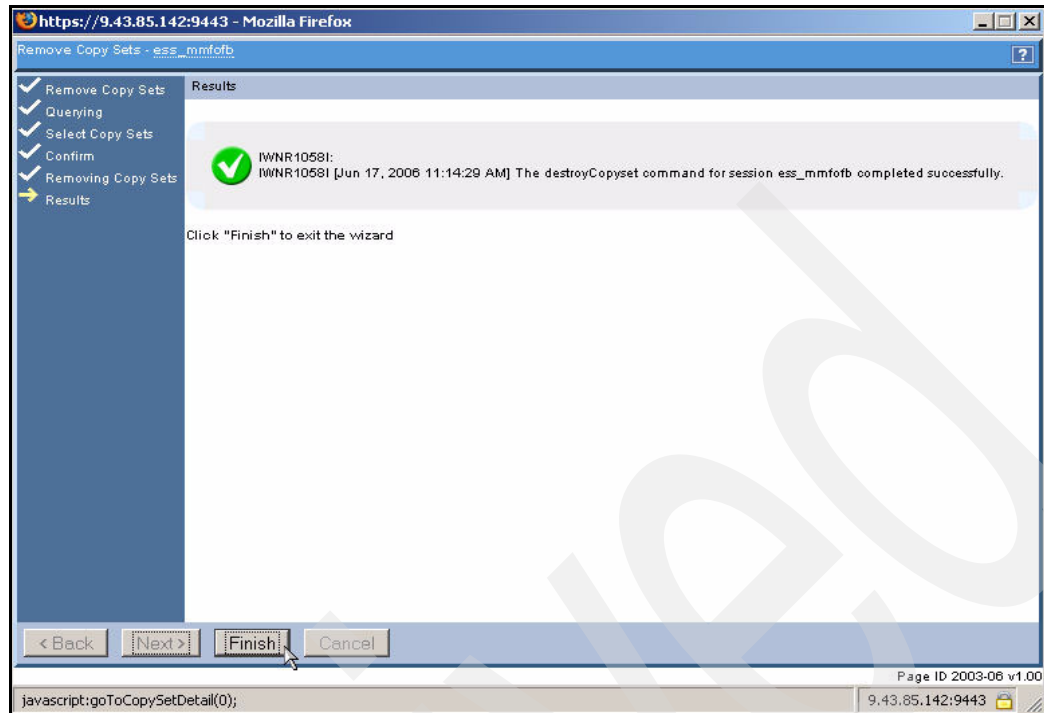 https://9.43.85.142:9443 - Mozilla Firefox
Remove Copy Sets - ess_mmfofb
?
Remove Copy Sets
Querying
Select Copy Sets
Confirm
Removing Copy Sets
Results
Results
IWNR1058I:
IWNR1058I [Jun 17, 2006 11:14:29 AM] The destroyCopyset command for session ess_mmfofb completed successfully.
Click "Finish" to exit the wizard
< Back
Next >
Finish
Cancel
Page ID 2003-06 v1.00
javascript:goToCopySetDetail(0);
9.43.85.142:9443